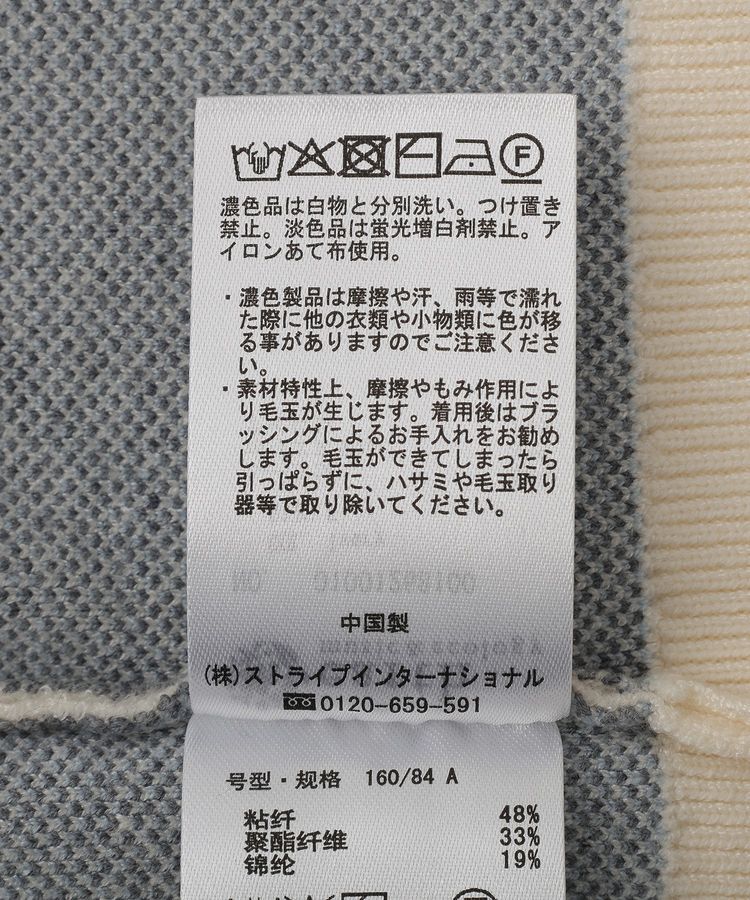 F
濃色品は白物と分別洗い。つけ置き
禁止。淡色品は蛍光増白剤禁止。ア
イロンあて布使用。
・濃色製品は摩擦や汗、雨等で濡れ
た際に他の衣類や小物類に色が移
る事がありますのでご注意くださ
い。
・素材特性上、摩擦やもみ作用によ
り毛玉が生じます。着用後はブラ
ッシングによるお手入れをお勧め
します。毛玉ができてしまったら
引っぱらずに、ハサミや毛玉取り
器等で取り除いてください。
中国製
(株)ストライプインターナショナル
0120-659-591
号型・规格 160/84 A
粘纤 48%
聚酯纤维 33%
锦纶 19%